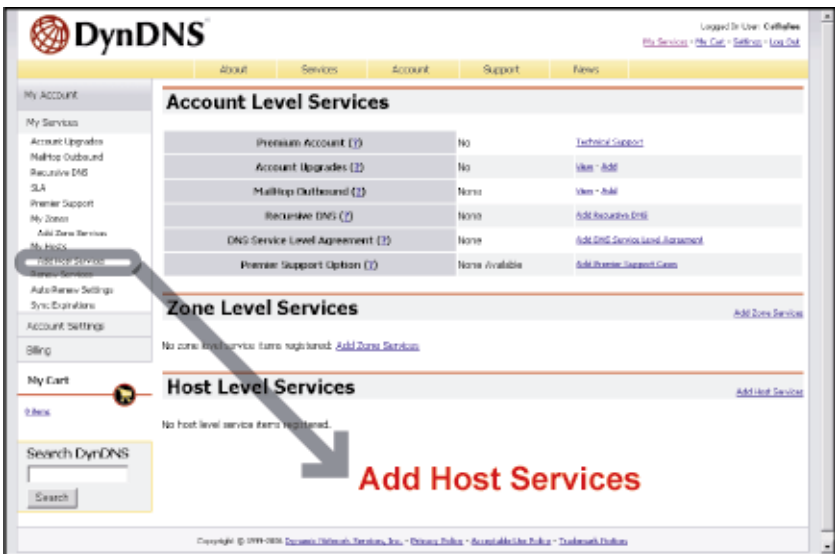 DynDNS
Logged In User: Catholiee
My Services - My Cart - Settings - Log Out
About Services Account Support News
My Account
My Services
Account Upgrades
MailHop Outbound
Recursive DNS
SLA
Premier Support
My Zones
Add Zone Services
My Hosts
Add Host Services
Renew Services
Auto Renew Settings
Sync Expirations
Account Settings
Billing
My Cart
0 items
Search DynDNS
Search
Account Level Services
Premium Account (?) No Technical Support
Account Upgrades (?) No View - Add
MailHop Outbound (?) None View - Add
Recursive DNS (?) None Add Recursive DNS
DNS Service Level Agreement (?) None Add DNS Service Level Agreement
Premier Support Option (?) None Available Add Premier Support Cases
Zone Level Services
Add Zone Services
No zone level service items registered. Add Zone Services
Host Level Services
Add Host Services
No host level service items registered.
Add Host Services
Copyright © 1999-2006 Dynamic Network Services, Inc. - Privacy Policy - Acceptable Use Policy - Trademark Notices